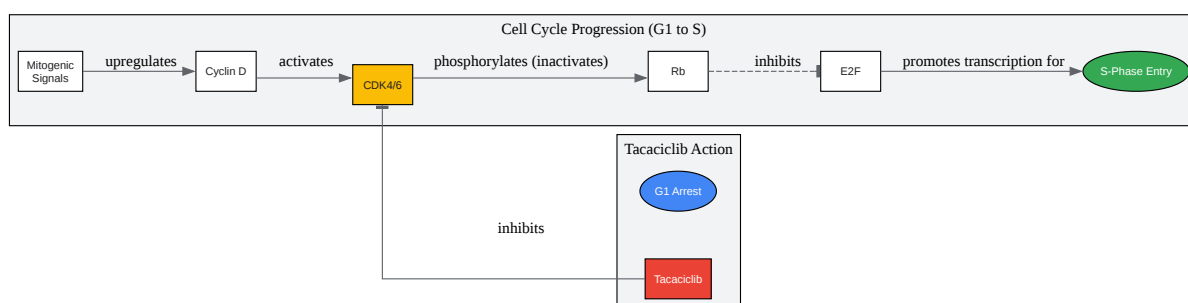 Cell Cycle Progression (G1 to S)
Mitogenic
Signals
upregulates
Cyclin D
activates
CDK4/6
phosphorylates (inactivates)
Rb
inhibits
E2F
promotes transcription for
S-Phase Entry
Tacaciclib Action
G1 Arrest
inhibits
Tacaciclib